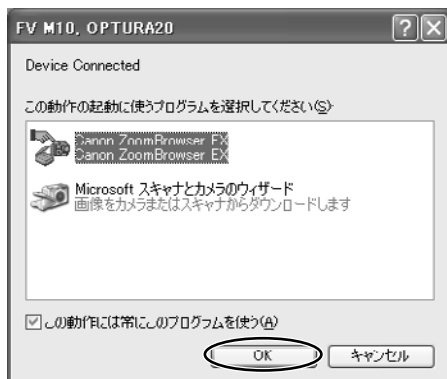 FV M10, OPTURA20
Device Connected
この動作の起動に使うプログラムを選択してください(S):
Canon ZoomBrowser EX
Canon ZoomBrowser EX
Microsoft スキャナとカメラのウィザード
画像をカメラまたはスキャナからダウンロードします
この動作には常にこのプログラムを使う(A)
OK
キャンセル